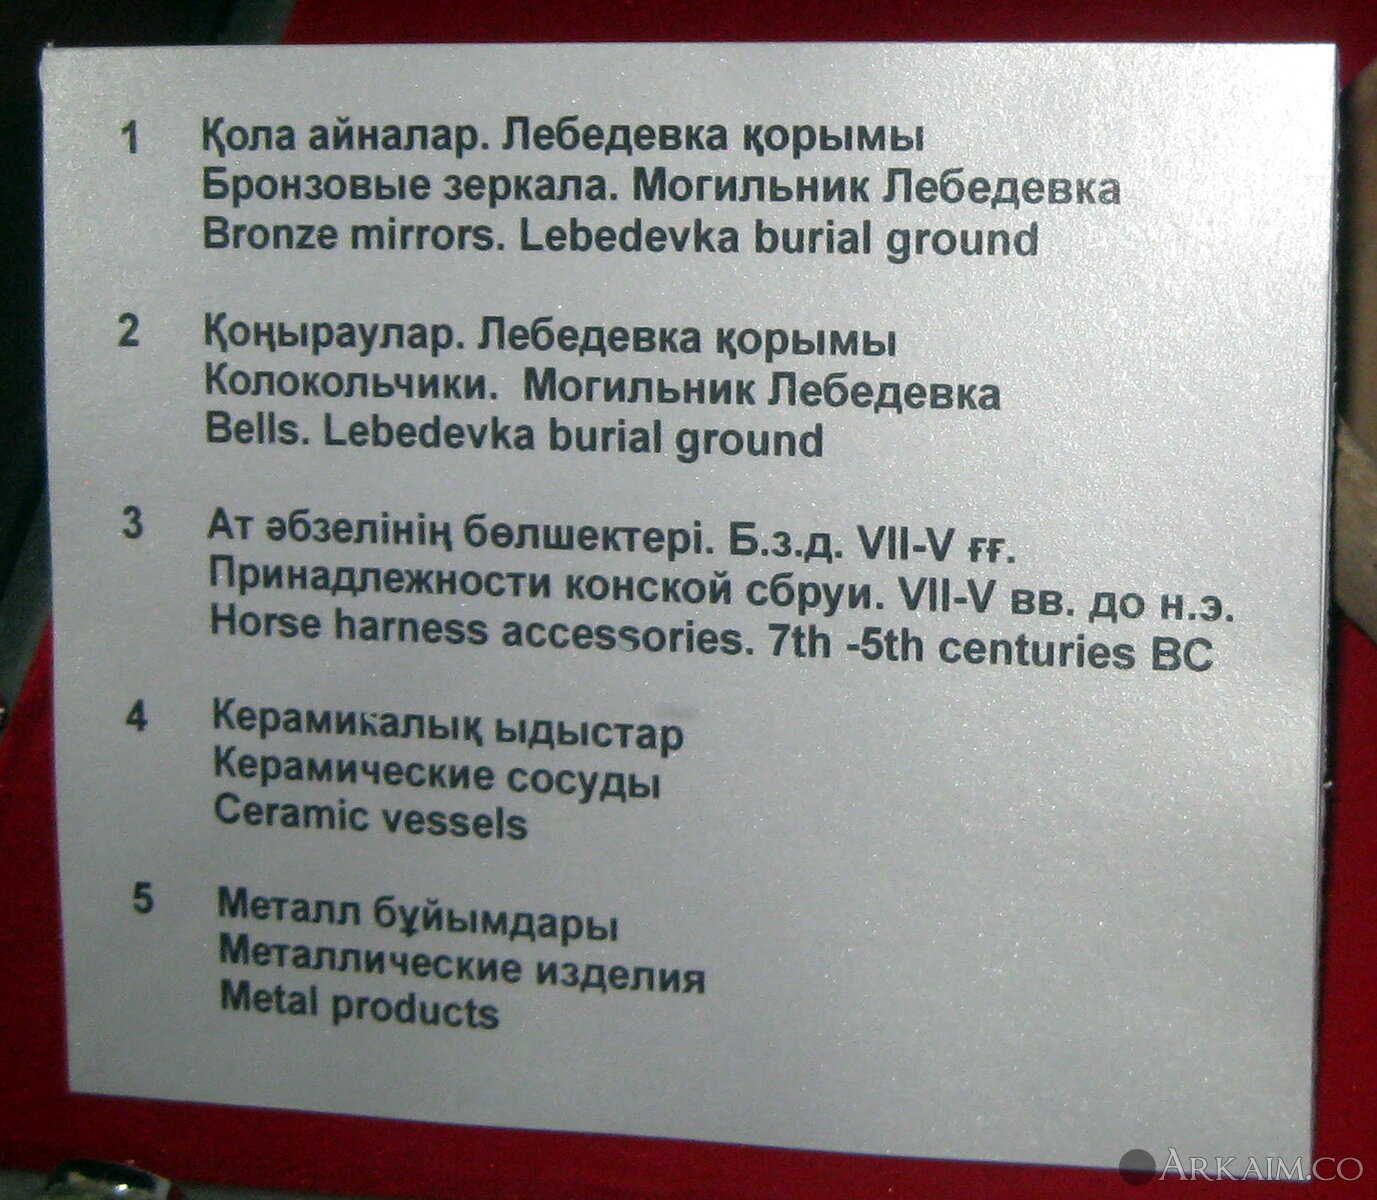 1 Қола айналар. Лебедевка қорымы
Бронзовые зеркала. Могильник Лебедевка
Bronze mirrors. Lebedevka burial ground
2 Қоңыраулар. Лебедевка қорымы
Колокольчики. Могильник Лебедевка
Bells. Lebedevka burial ground
3 Ат әбзелінің бөлшектері. Б.з.д. VII-V ғғ.
Принадлежности конской сбруи. VII-V вв. до н.э.
Horse harness accessories. 7th -5th centuries BC
4 Керамикалық ыдыстар
Керамические сосуды
Ceramic vessels
5 Металл бұйымдары
Металлические изделия
Metal products
ARKAIM.CO